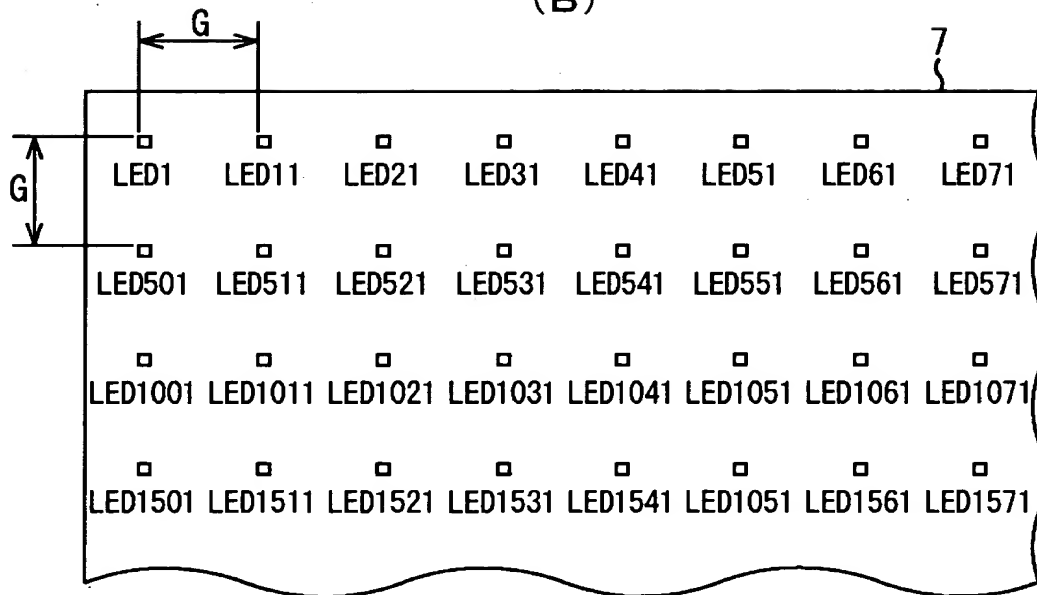 (B)
G
7
G
LED1 LED11 LED21 LED31 LED41 LED51 LED61 LED71
LED501 LED511 LED521 LED531 LED541 LED551 LED561 LED571
LED1001 LED1011 LED1021 LED1031 LED1041 LED1051 LED1061 LED1071
LED1501 LED1511 LED1521 LED1531 LED1541 LED1051 LED1561 LED1571